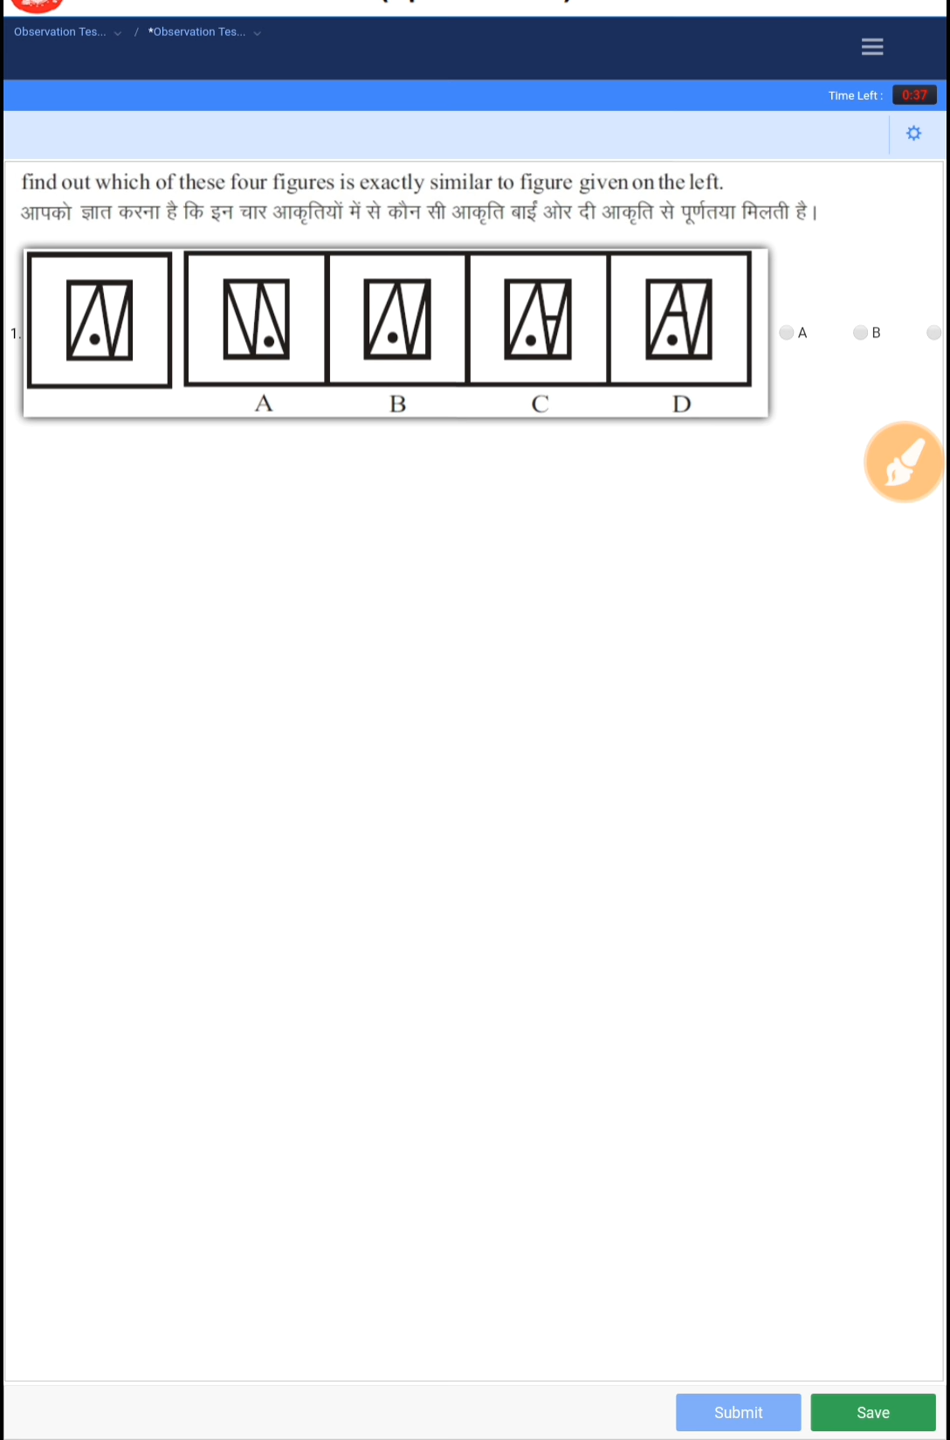 Observation Tes... / *Observation Tes...
Time Left : 0:37
find out which of these four figures is exactly similar to figure given on the left.
आपको ज्ञात करना है कि इन चार आकृतियों में से कौन सी आकृति बाईं ओर दी आकृति से पूर्णतया मिलती है।
1. A B
A B C D
Submit Save